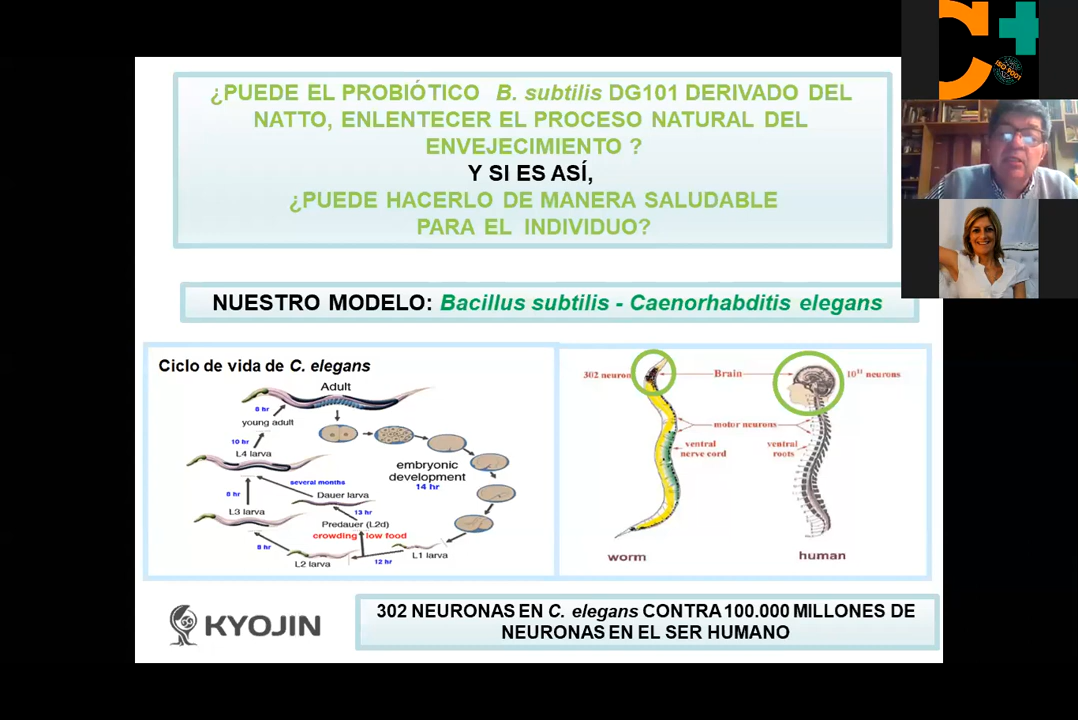 ¿PUEDE EL PROBIÓTICO B. subtilis DG101 DERIVADO DEL
NATTO, ENLENTECER EL PROCESO NATURAL DEL
ENVEJECIMIENTO ?
Y SI ES ASÍ,
¿PUEDE HACERLO DE MANERA SALUDABLE
PARA EL INDIVIDUO?
C+
ISO 9001
NUESTRO MODELO: Bacillus subtilis - Caenorhabditis elegans
Ciclo de vida de C. elegans
Adult
8 hr
young adult
10 hr
L4 larva
embryonic
development
14 hr
several months
Dauer larva
8 hr
L3 larva
13 hr
Predauer (L2d)
crowding low food
8 hr
L2 larva
12 hr
L1 larva
302 neuron
Brain
10¹¹ neurons
motor neurons
ventral
nerve cord
ventral
roots
worm
human
KYOJIN
302 NEURONAS EN C. elegans CONTRA 100.000 MILLONES DE
NEURONAS EN EL SER HUMANO